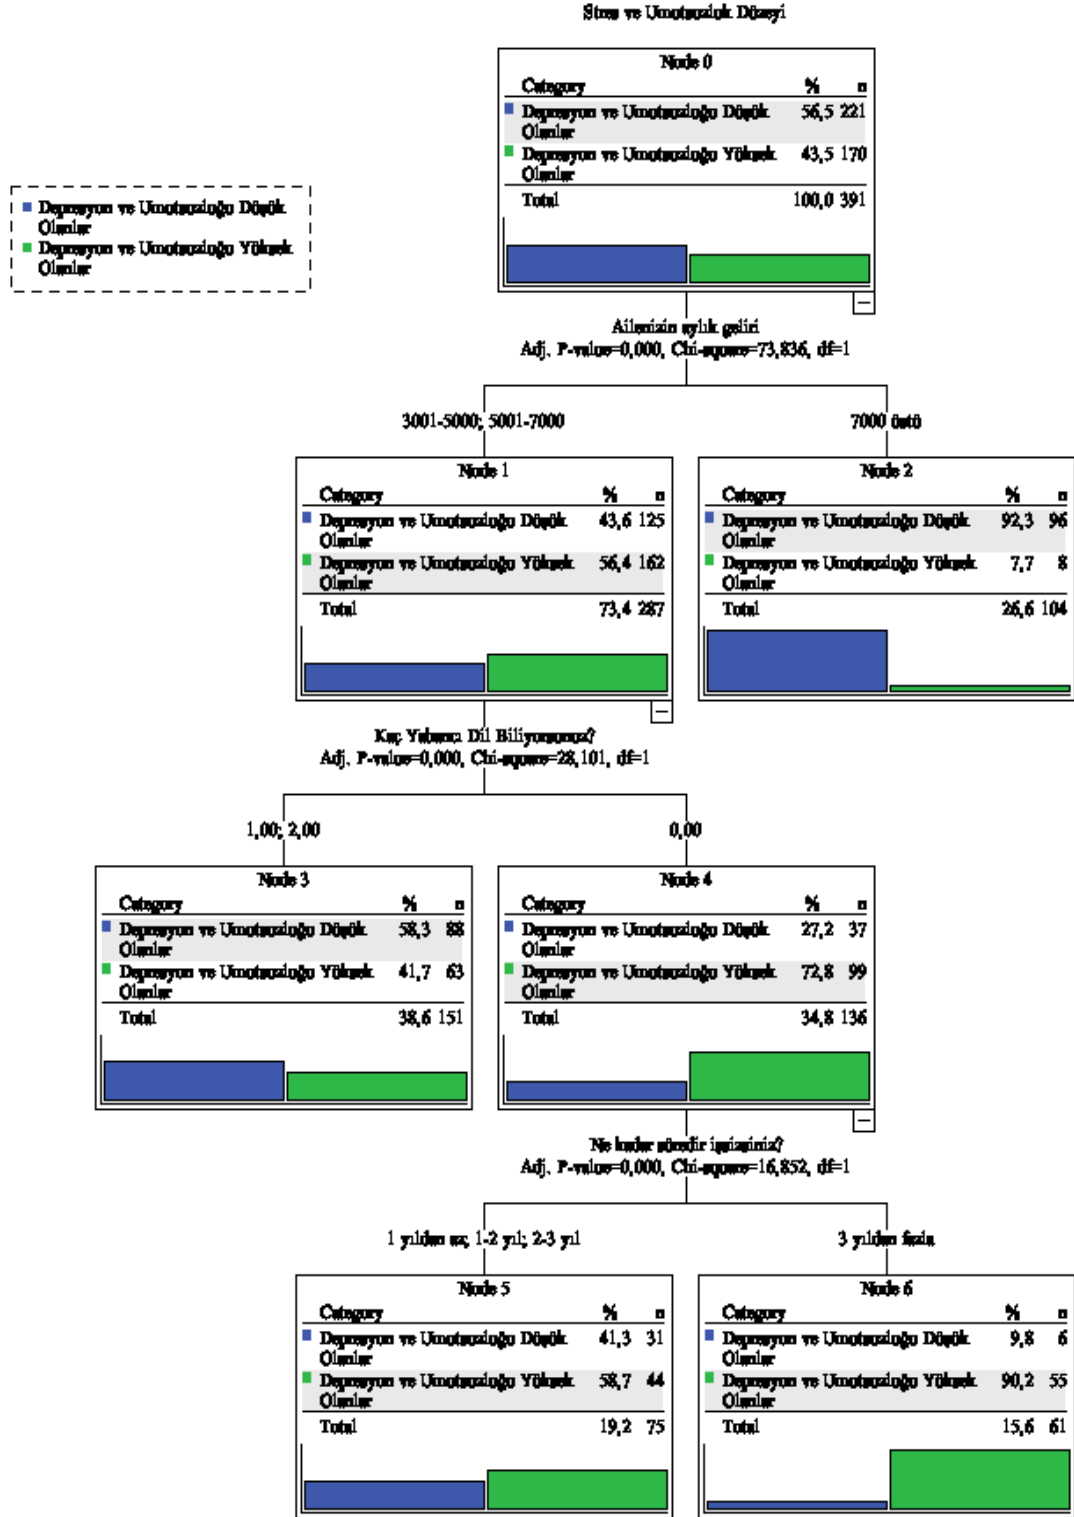 Stres ve Umutsuzluk Düzeyi
Node 0
Category % n
Depresyon ve Umutsuzluğu Düşük 56,5 221
Olanlar
Depresyon ve Umutsuzluğu Yüksek 43,5 170
Olanlar
Total 100,0 391
Depresyon ve Umutsuzluğu Düşük
Olanlar
Depresyon ve Umutsuzluğu Yüksek
Olanlar
Ailenizin aylık geliri
Adj. P-value=0,000, Chi-square=73,836, df=1
3001-5000; 5001-7000
7000 üstü
Node 1
Category % n
Depresyon ve Umutsuzluğu Düşük 43,6 125
Olanlar
Depresyon ve Umutsuzluğu Yüksek 56,4 162
Olanlar
Total 73,4 287
Node 2
Category % n
Depresyon ve Umutsuzluğu Düşük 92,3 96
Olanlar
Depresyon ve Umutsuzluğu Yüksek 7,7 8
Olanlar
Total 26,6 104
Kaç Yabancı Dil Biliyorsunuz?
Adj. P-value=0,000, Chi-square=28,101, df=1
1,00; 2,00
0,00
Node 3
Category % n
Depresyon ve Umutsuzluğu Düşük 58,3 88
Olanlar
Depresyon ve Umutsuzluğu Yüksek 41,7 63
Olanlar
Total 38,6 151
Node 4
Category % n
Depresyon ve Umutsuzluğu Düşük 27,2 37
Olanlar
Depresyon ve Umutsuzluğu Yüksek 72,8 99
Olanlar
Total 34,8 136
Ne kadar süredir işsizsiniz?
Adj. P-value=0,000, Chi-square=16,852, df=1
1 yıldan az; 1-2 yıl; 2-3 yıl
3 yıldan fazla
Node 5
Category % n
Depresyon ve Umutsuzluğu Düşük 41,3 31
Olanlar
Depresyon ve Umutsuzluğu Yüksek 58,7 44
Olanlar
Total 19,2 75
Node 6
Category % n
Depresyon ve Umutsuzluğu Düşük 9,8 6
Olanlar
Depresyon ve Umutsuzluğu Yüksek 90,2 55
Olanlar
Total 15,6 61